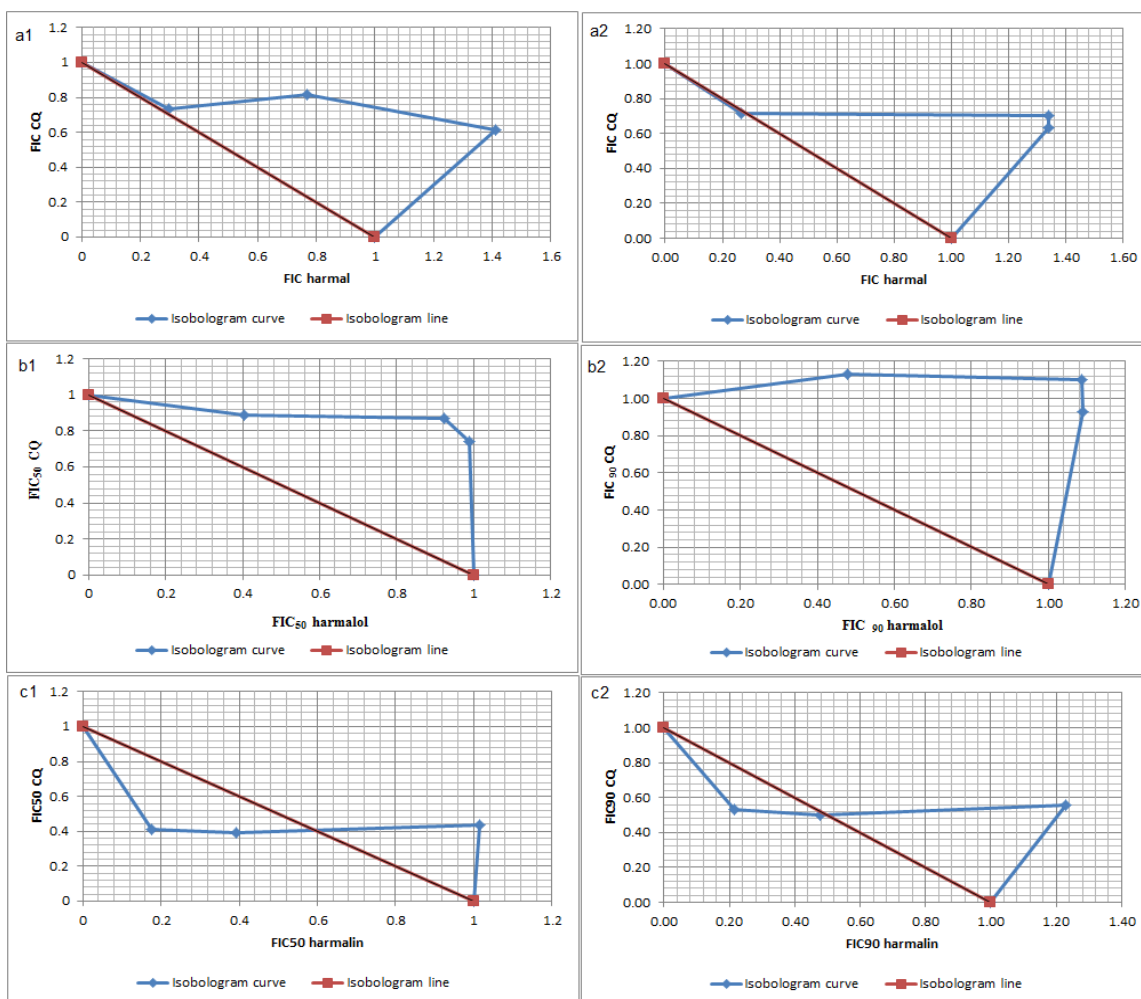 a1
FIC CQ
1.2
1
0.8
0.6
0.4
0.2
0
0 0.2 0.4 0.6 0.8 1 1.2 1.4 1.6
FIC harmal
Isobologram curve Isobologram line
a2
FIC CQ
1.20
1.00
0.80
0.60
0.40
0.20
0.00
0.00 0.20 0.40 0.60 0.80 1.00 1.20 1.40 1.60
FIC harmal
Isobologram curve Isobologram line
b1
FIC50 CQ
1.2
1
0.8
0.6
0.4
0.2
0
0 0.2 0.4 0.6 0.8 1 1.2
FIC50 harmalol
Isobologram curve Isobologram line
b2
FIC 90 CQ
1.20
1.00
0.80
0.60
0.40
0.20
0.00
0.00 0.20 0.40 0.60 0.80 1.00 1.20
FIC 90 harmalol
Isobologram curve Isobologram line
c1
FIC50 CQ
1.2
1
0.8
0.6
0.4
0.2
0
0 0.2 0.4 0.6 0.8 1 1.2
FIC50 harmalin
Isobologram curve Isobologram line
c2
FIC90 CQ
1.20
1.00
0.80
0.60
0.40
0.20
0.00
0.00 0.20 0.40 0.60 0.80 1.00 1.20 1.40
FIC90 harmalin
Isobologram curve Isobologram line